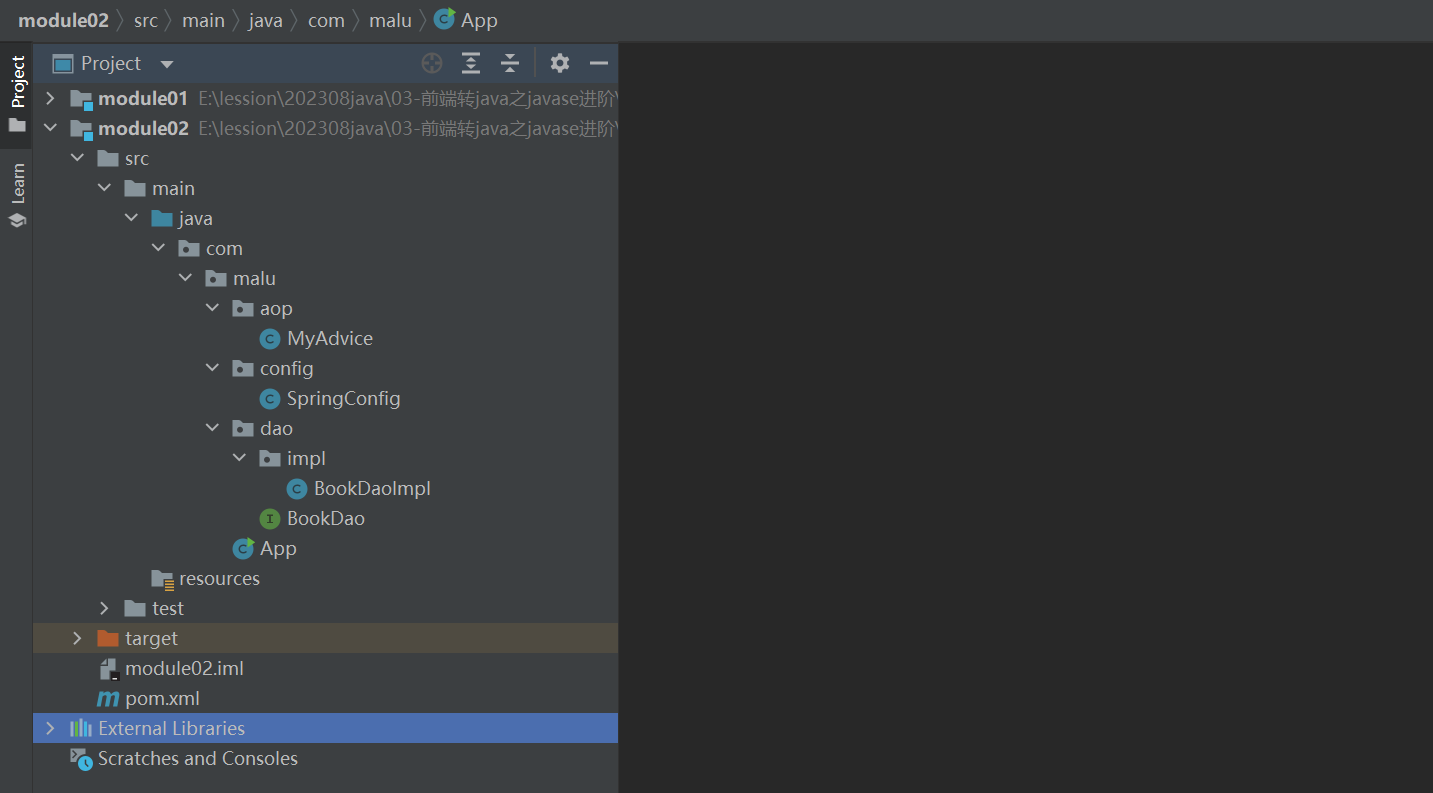 module02 src main java com malu App
Project
Project
Learn
module01 E:\lession\202308java\03-前端转java之javase进阶\
module02 E:\lession\202308java\03-前端转java之javase进阶\
src
main
java
com
malu
aop
MyAdvice
config
SpringConfig
dao
impl
BookDaoImpl
BookDao
App
resources
test
target
module02.iml
pom.xml
External Libraries
Scratches and Consoles